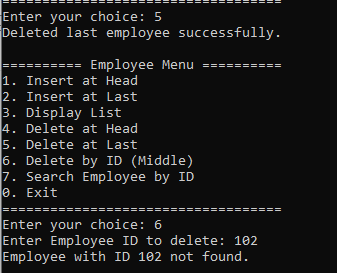 ==================================
Enter your choice: 5
Deleted last employee successfully.
========== Employee Menu ==========
1. Insert at Head
2. Insert at Last
3. Display List
4. Delete at Head
5. Delete at Last
6. Delete by ID (Middle)
7. Search Employee by ID
0. Exit
==================================
Enter your choice: 6
Enter Employee ID to delete: 102
Employee with ID 102 not found.